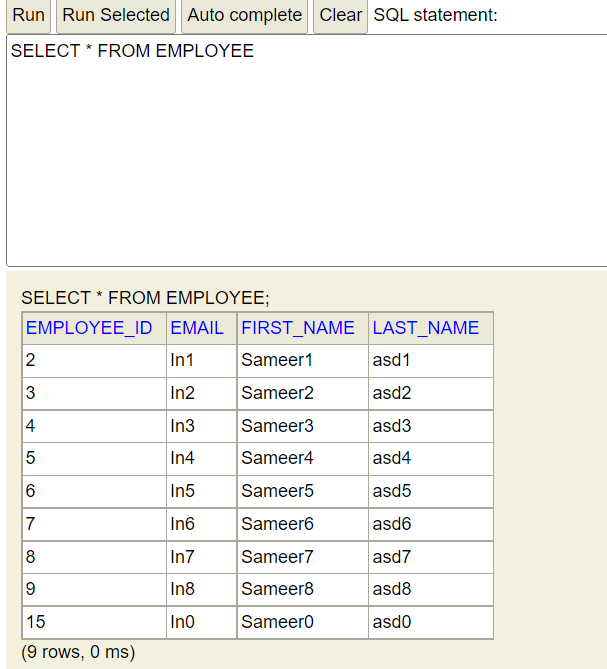 Run Run Selected Auto complete Clear SQL statement:
SELECT * FROM EMPLOYEE
SELECT * FROM EMPLOYEE;
EMPLOYEE_ID EMAIL FIRST_NAME LAST_NAME
2 In1 Sameer1 asd1
3 In2 Sameer2 asd2
4 In3 Sameer3 asd3
5 In4 Sameer4 asd4
6 In5 Sameer5 asd5
7 In6 Sameer6 asd6
8 In7 Sameer7 asd7
9 In8 Sameer8 asd8
15 In0 Sameer0 asd0
(9 rows, 0 ms)